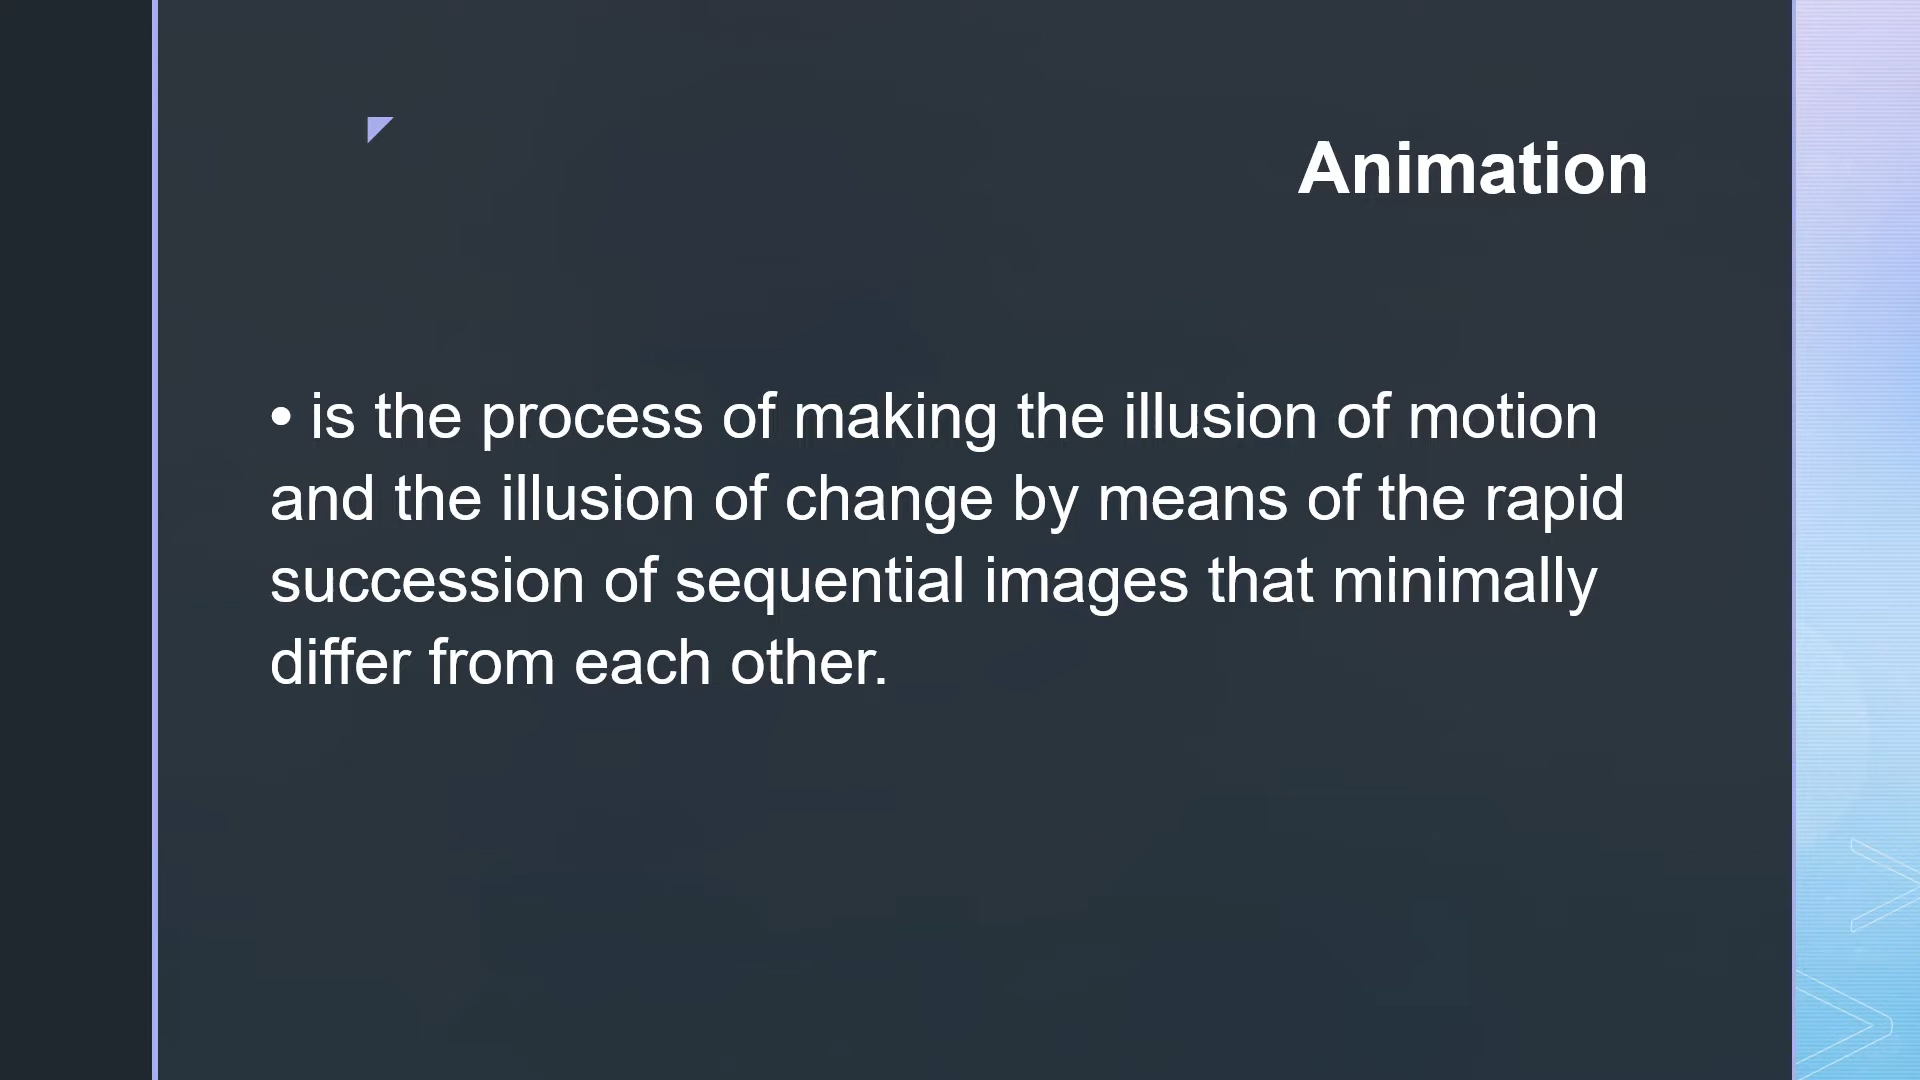 Animation
• is the process of making the illusion of motion
and the illusion of change by means of the rapid
succession of sequential images that minimally
differ from each other.